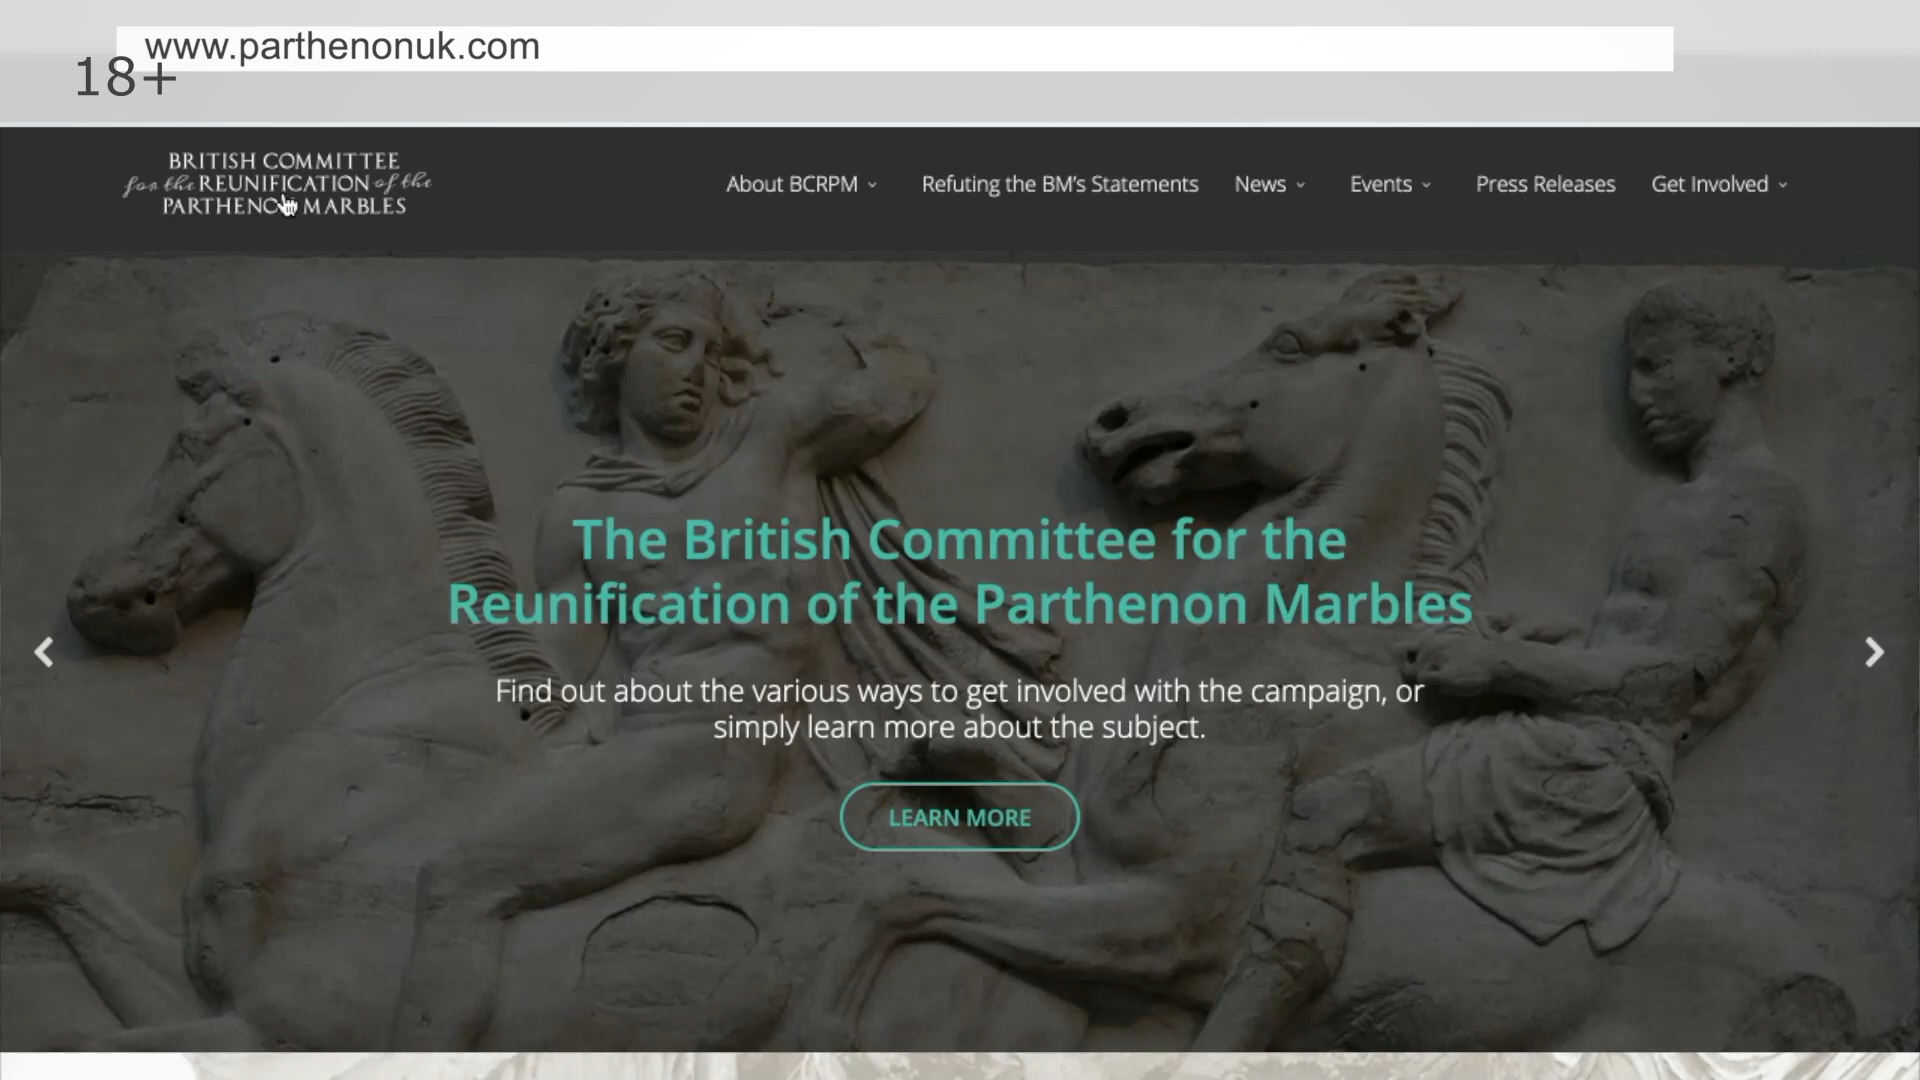 www.parthenonuk.com
18+
BRITISH COMMITTEE
for the REUNIFICATION of the
PARTHENON MARBLES
About BCRPM
Refuting the BM's Statements
News
Events
Press Releases
Get Involved
The British Committee for the
Reunification of the Parthenon Marbles
Find out about the various ways to get involved with the campaign, or
simply learn more about the subject.
LEARN MORE